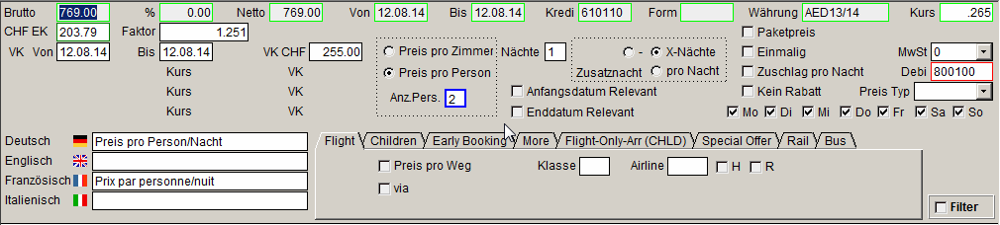 Brutto 769.00 % 0.00 Netto 769.00 Von 12.08.14 Bis 12.08.14 Kredi 610110 Form Währung AED13/14 Kurs .265
CHF EK 203.79 Faktor 1.251 Paketpreis
VK Von 12.08.14 Bis 12.08.14 VK CHF 255.00 Preis pro Zimmer Nächte 1 - X-Nächte Einmalig MwSt 0
Kurs VK Preis pro Person Zusatznacht pro Nacht Zuschlag pro Nacht Debi 800100
Kurs VK Anz.Pers. 2 Anfangsdatum Relevant Kein Rabatt Preis Typ
Kurs VK Enddatum Relevant Mo Di Mi Do Fr Sa So
Deutsch Preis pro Person/Nacht Flight Children Early Booking More Flight-Only-Arr (CHLD) Special Offer Rail Bus
Englisch Preis pro Weg Klasse Airline H R
Französisch Prix par personne/nuit via
Italienisch Filter